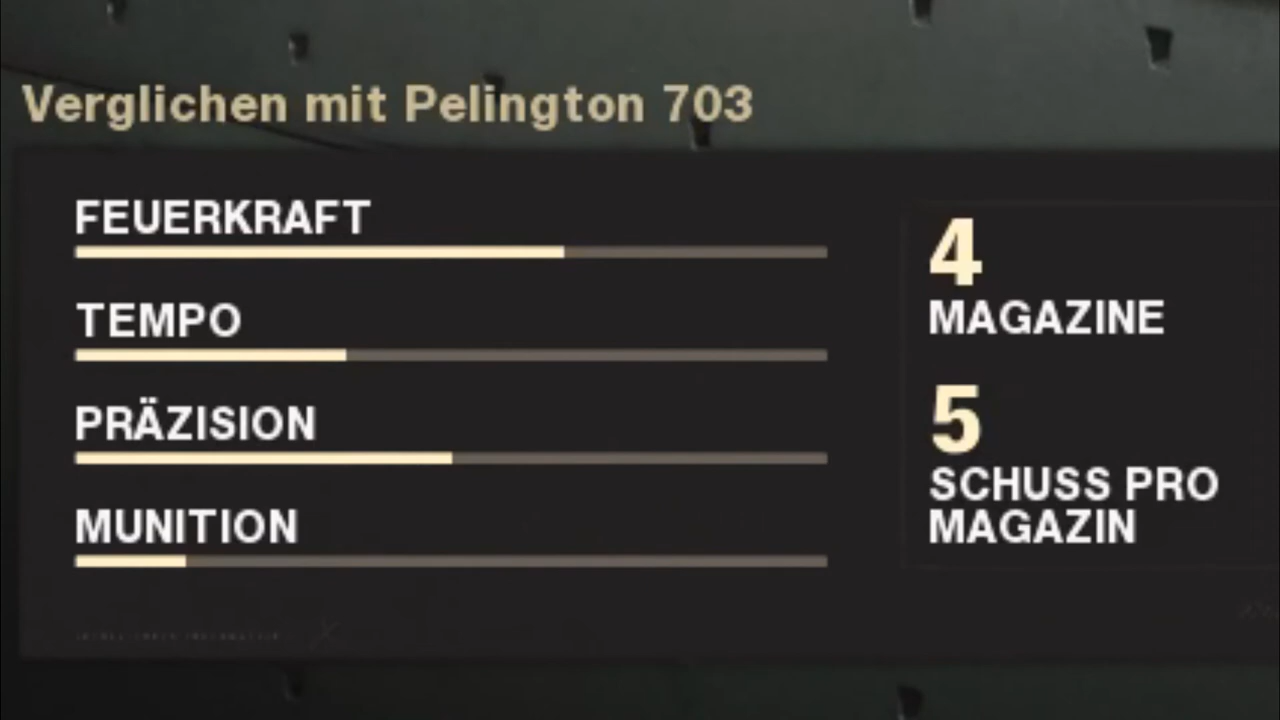 Verglichen mit Pelington 703
FEUERKRAFT
TEMPO
PRÄZISION
MUNITION
4
MAGAZINE
5
SCHUSS PRO
MAGAZIN